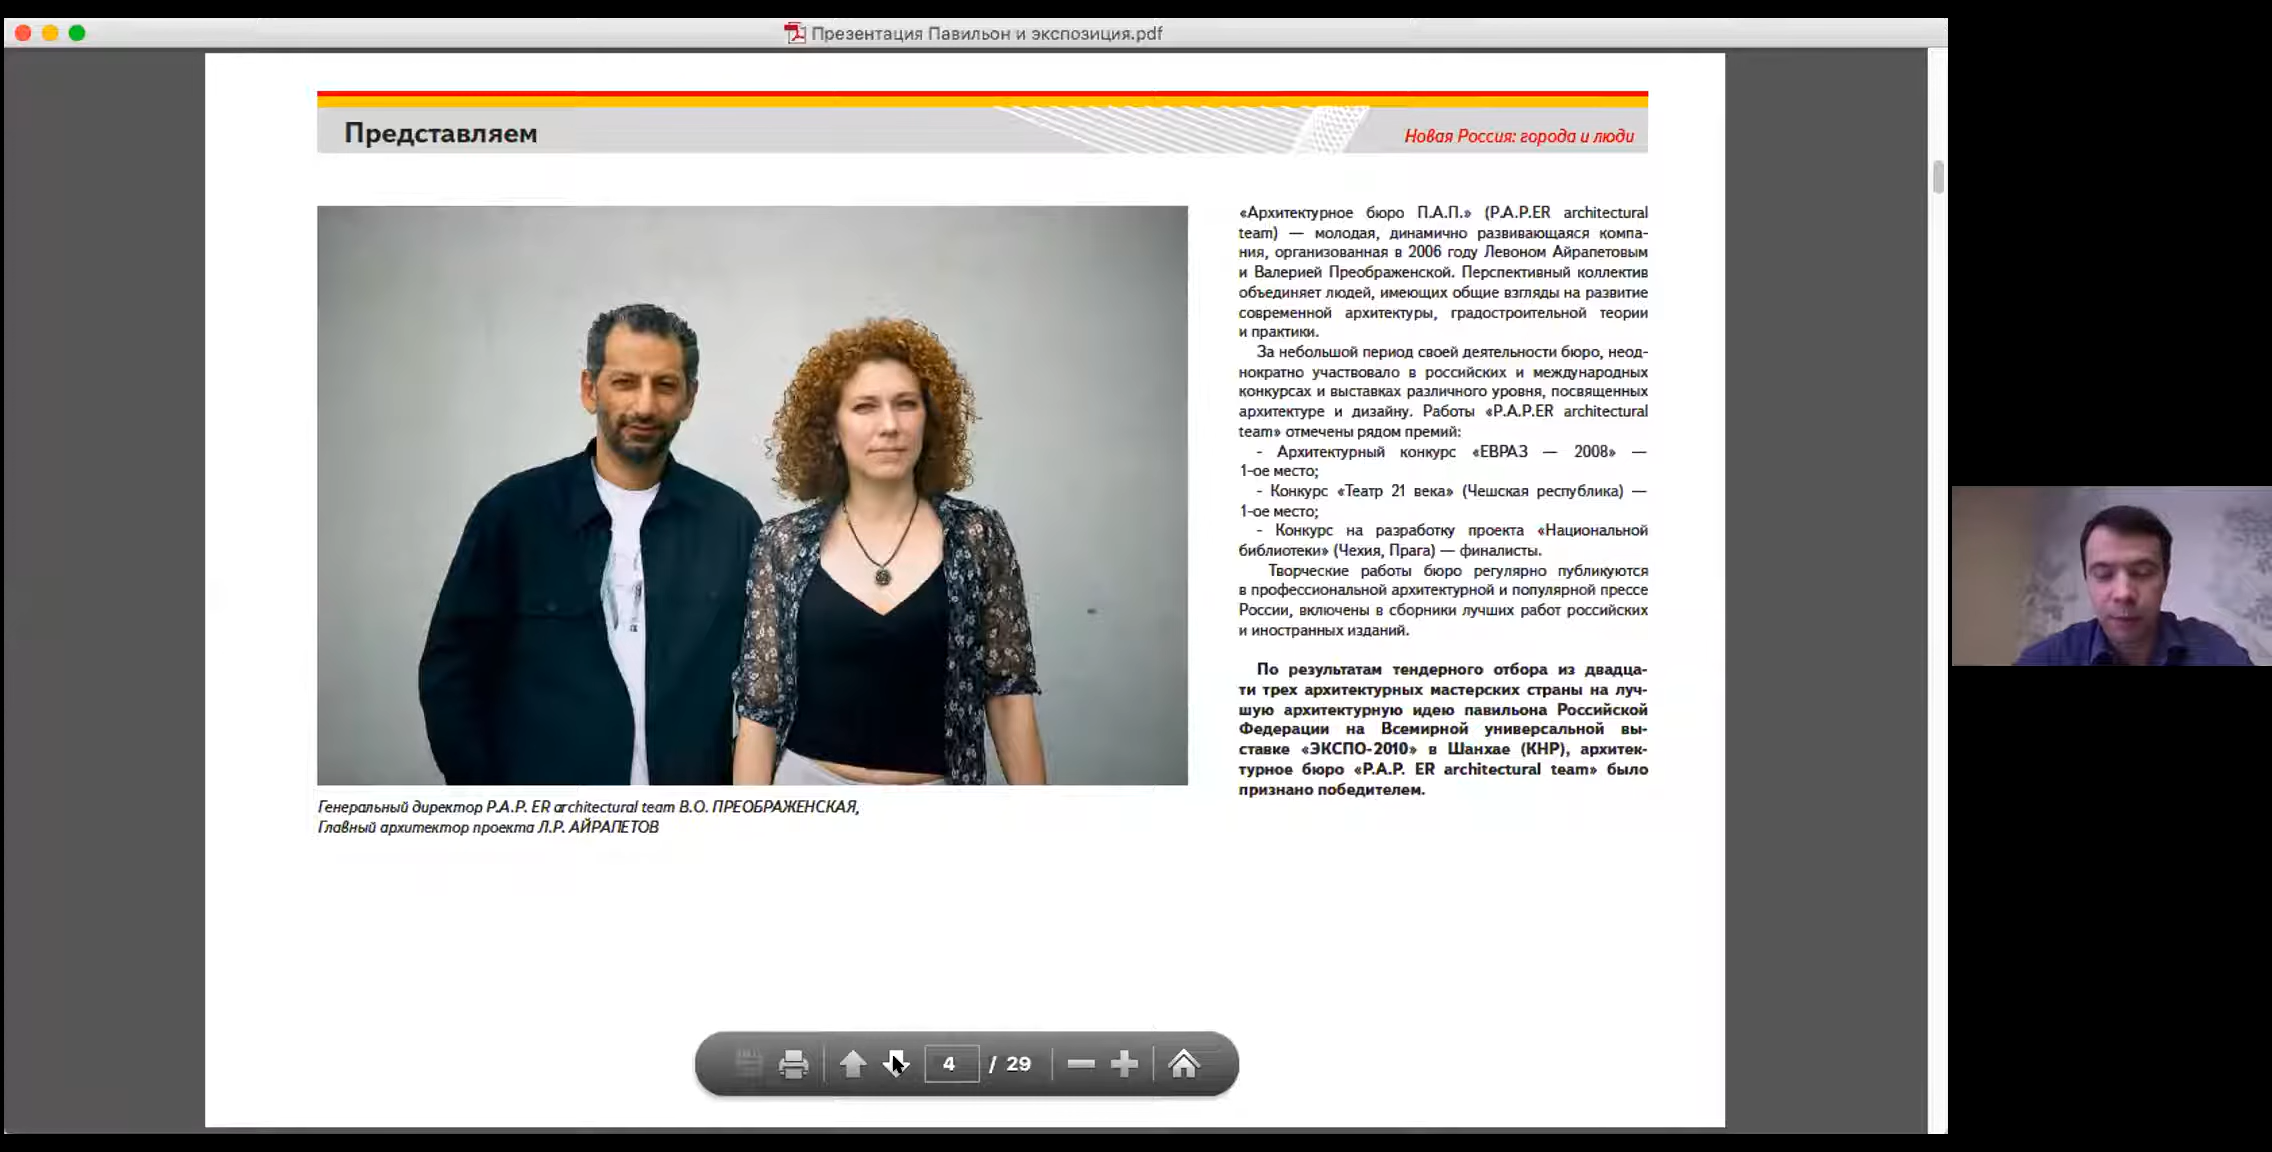 Презентация Павильон и экспозиция.pdf
Представляем
Новая Россия: города и люди
«Архитектурное бюро П.А.П.» (P.A.P.ER architectural
team) — молодая, динамично развивающаяся компа-
ния, организованная в 2006 году Левоном Айрапетовым
и Валерией Преображенской. Перспективный коллектив
объединяет людей, имеющих общие взгляды на развитие
современной архитектуры, градостроительной теории
и практики.
За небольшой период своей деятельности бюро, неод-
нократно участвовало в российских и международных
конкурсах и выставках различного уровня, посвященных
архитектуре и дизайну. Работы «P.A.P.ER architectural
team» отмечены рядом премий:
- Архитектурный конкурс «ЕВРАЗ — 2008» —
1-ое место;
- Конкурс «Театр 21 века» (Чешская республика) —
1-ое место;
- Конкурс на разработку проекта «Национальной
библиотеки» (Чехия, Прага) — финалисты.
Творческие работы бюро регулярно публикуются
в профессиональной архитектурной и популярной прессе
России, включены в сборники лучших работ российских
и иностранных изданий.
По результатам тендерного отбора из двадца-
ти трех архитектурных мастерских страны на луч-
шую архитектурную идею павильона Российской
Федерации на Всемирной универсальной вы-
ставке «ЭКСПО-2010» в Шанхае (КНР), архитек-
турное бюро «P.A.P. ER architectural team» было
признано победителем.
Генеральный директор P.A.P. ER architectural team В.О. ПРЕОБРАЖЕНСКАЯ,
Главный архитектор проекта Л.Р. АЙРАПЕТОВ
4 / 29